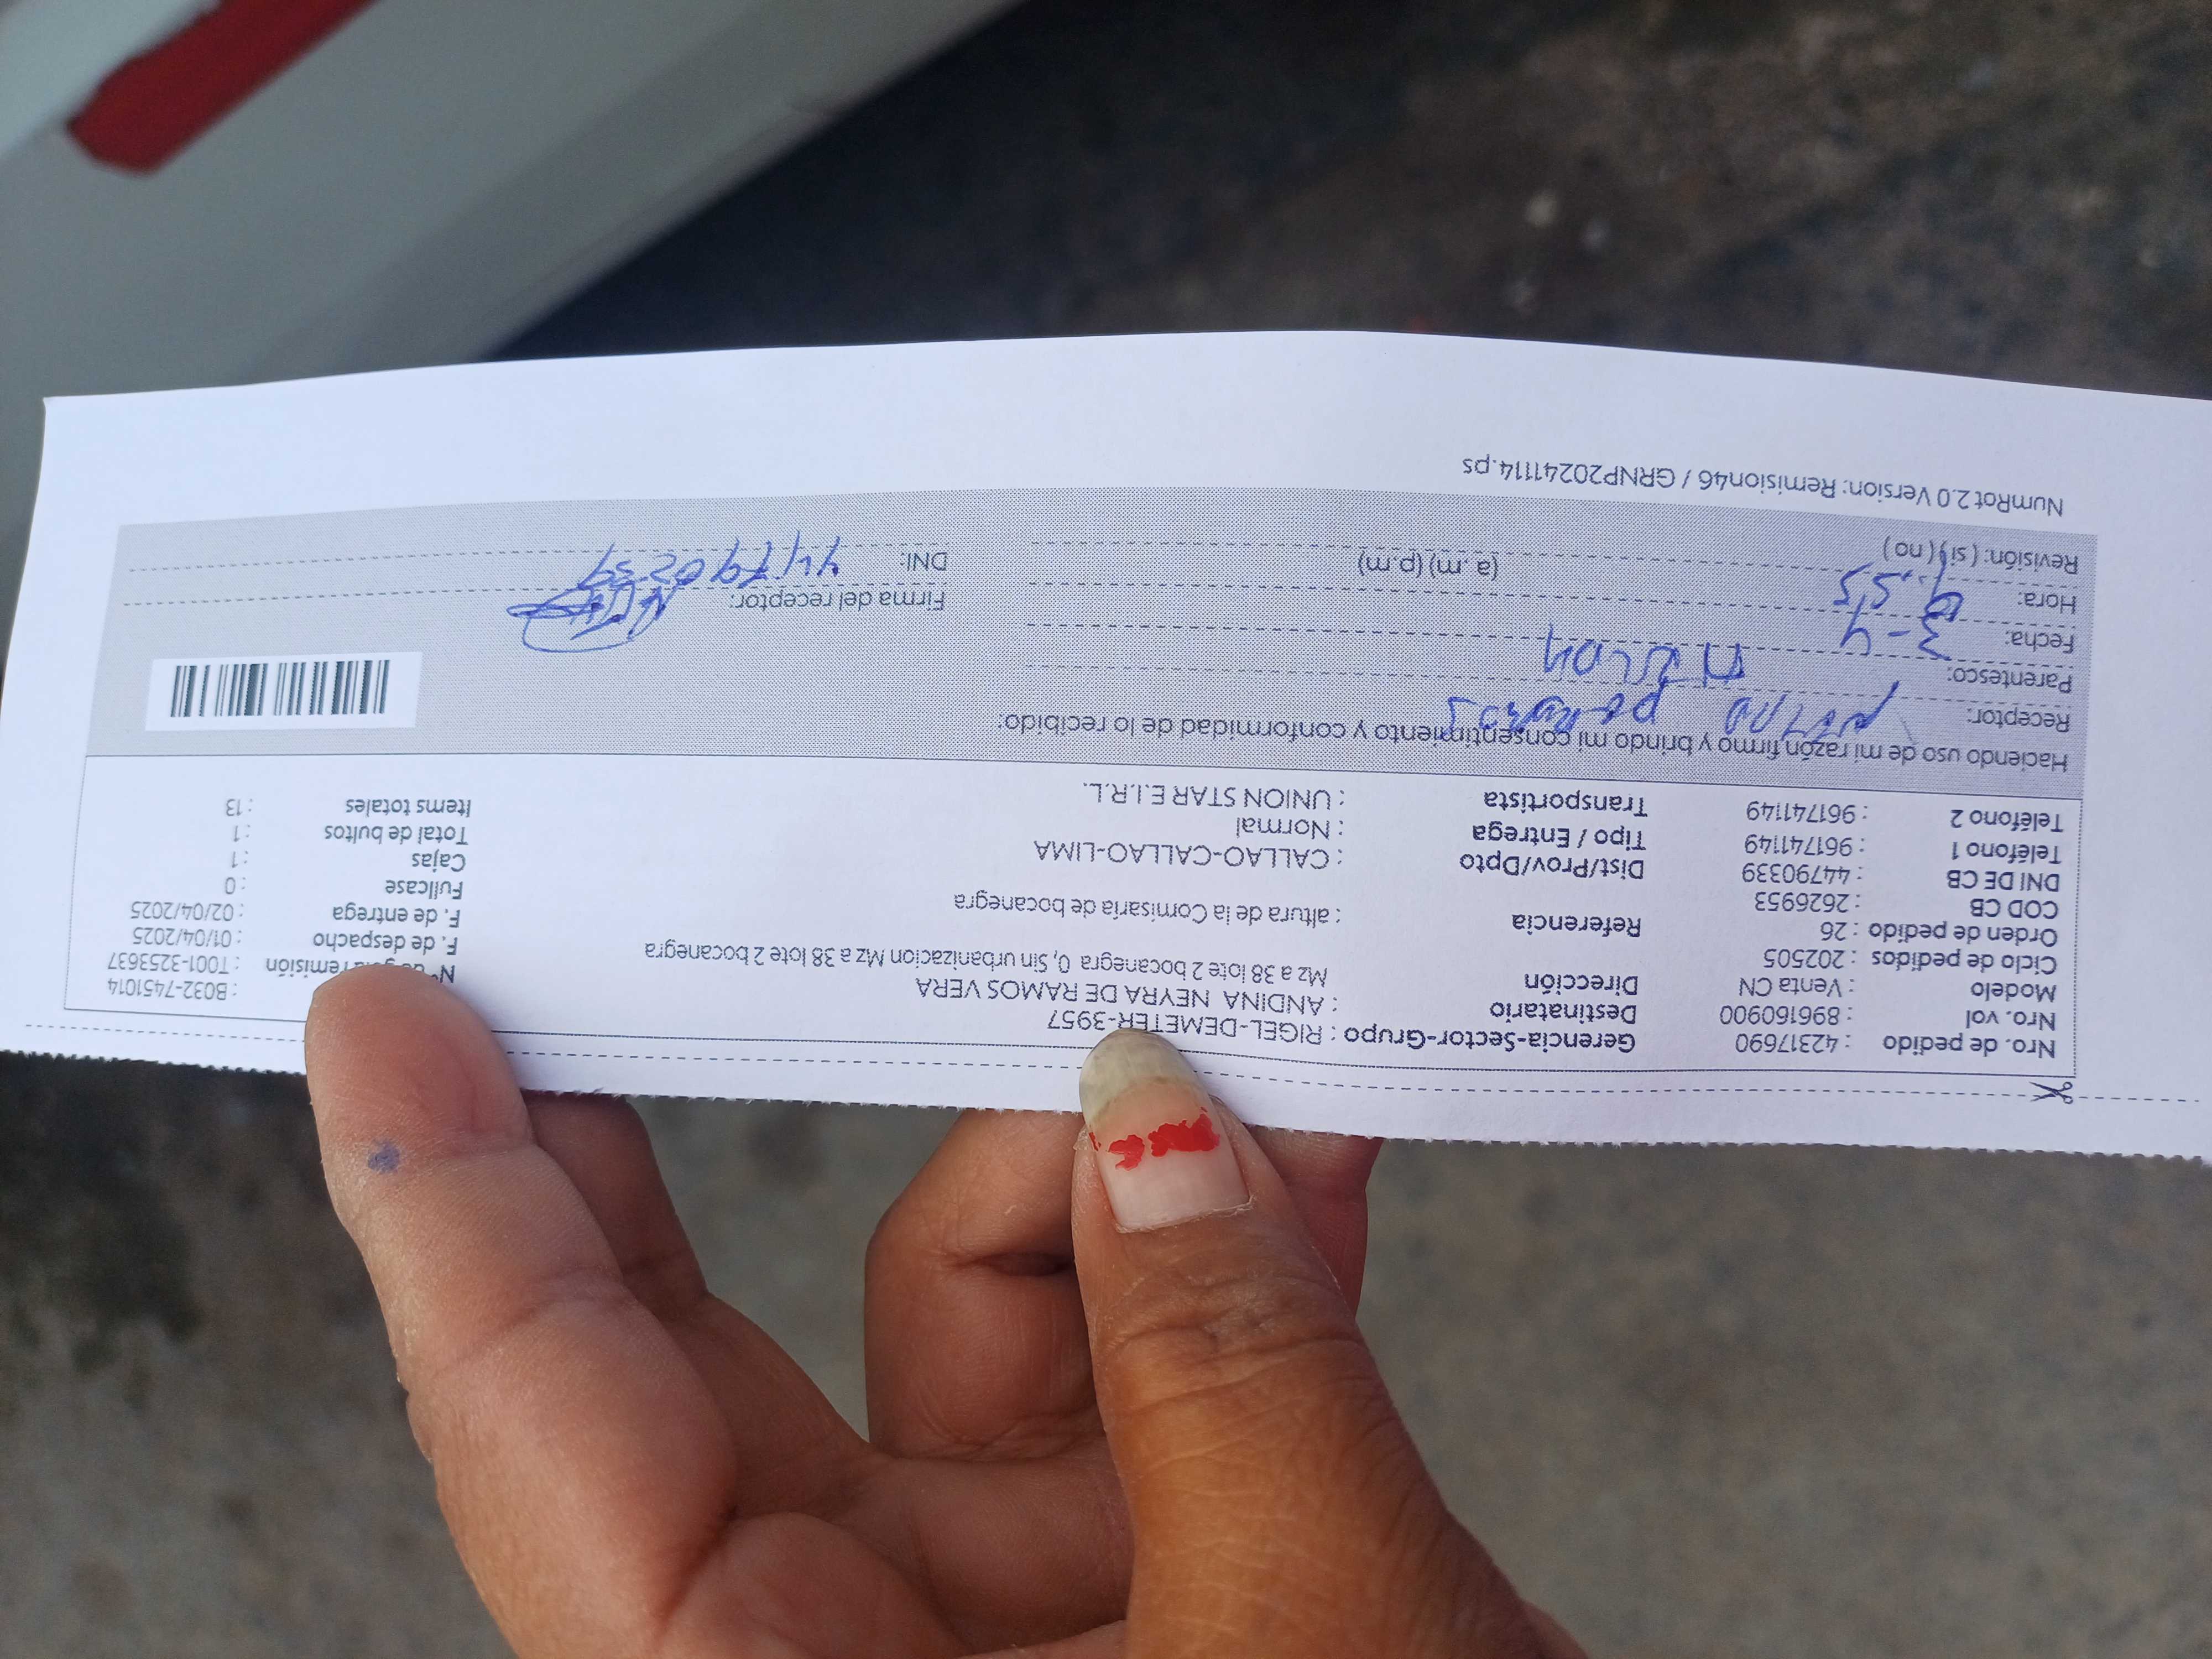 Nro. de pedido : 42317690 Gerencia-Sector-Grupo : RIGEL-DEMETER-3957
Nro. vol : 896160900 Destinatario : ANDINA NEYRA DE RAMOS VERA : B032-7451014
Modelo : Venta CN Dirección Mz a 38 lote 2 bocanegra 0, Sin urbanizacion Mz a 38 lote 2 bocanegra remisión : T001-3253637
Ciclo de pedidos : 202505 F. de despacho : 01/04/2025
Orden de pedido : 26 Referencia : altura de la Comisaría de bocanegra F. de entrega : 02/04/2025
COD CB : 2626953 Fullcase : 0
DNI DE CB : 44790339 Dist/Prov/Dpto : CALLAO-CALLAO-LIMA Cajas : 1
Teléfono 1 : 961741149 Tipo / Entrega : Normal Total de bultos : 1
Teléfono 2 : 961741149 Transportista : UNION STAR E.I.R.L. Items totales : 13
Haciendo uso de mi razón firmo y brindo mi consentimiento y conformidad de lo recibido:
Receptor:
Parentesco:
Fecha: 3-4
Hora: (a.m) (p.m) Firma del receptor:
Revisión: ( si ) ( no ) DNI:
NumRot 2.0 Version: Remision46 / GRNP20241114.ps